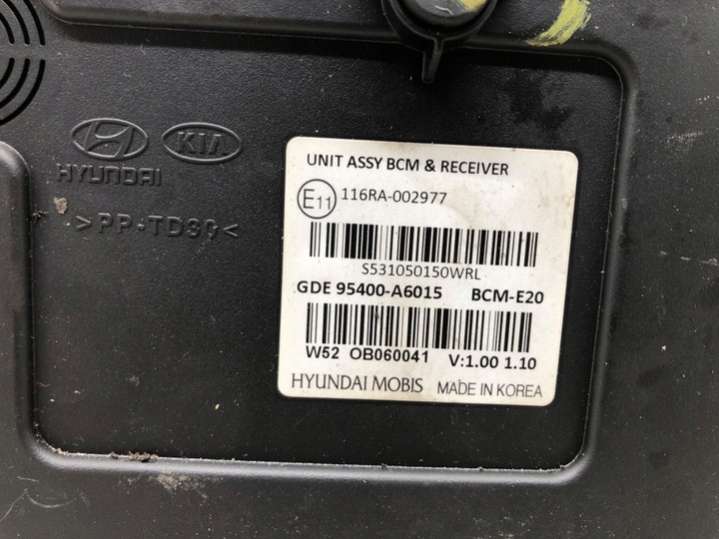 HYUNDAI
KIA
>PP-TD30<
UNIT ASSY BCM & RECEIVER
E11
116RA-002977
S531050150WRL
GDE 95400-A6015 BCM-E20
W52 OB060041 V:1.00 1.10
HYUNDAI MOBIS MADE IN KOREA